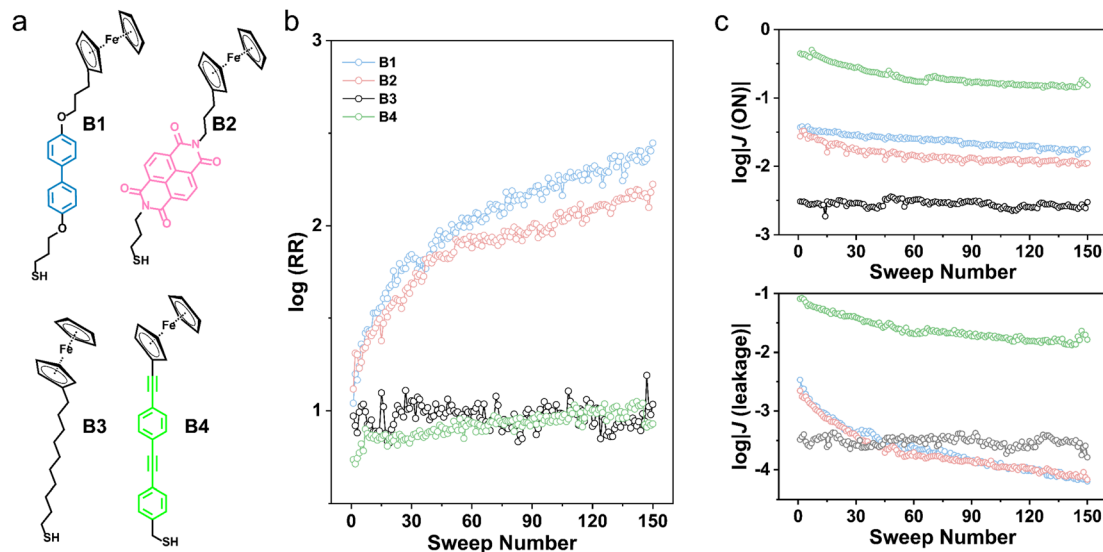 a
Fe
B1
O
O
SH
Fe
B2
O
N
O
O
N
O
SH
Fe
B3
SH
Fe
B4
SH
b
log (RR)
3
2
1
B1
B2
B3
B4
0 30 60 90 120 150
Sweep Number
c
log|J (ON)|
0
-1
-2
-3
0 30 60 90 120 150
Sweep Number
log|J (leakage)|
-1
-2
-3
-4
0 30 60 90 120 150
Sweep Number